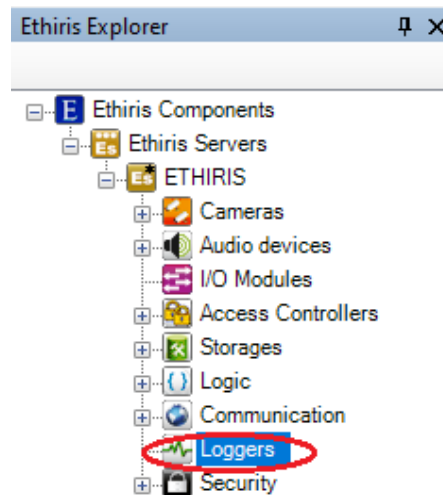 Ethiris Explorer
Ethiris Components
Ethiris Servers
ETHIRIS
Cameras
Audio devices
I/O Modules
Access Controllers
Storages
Logic
Communication
Loggers
Security